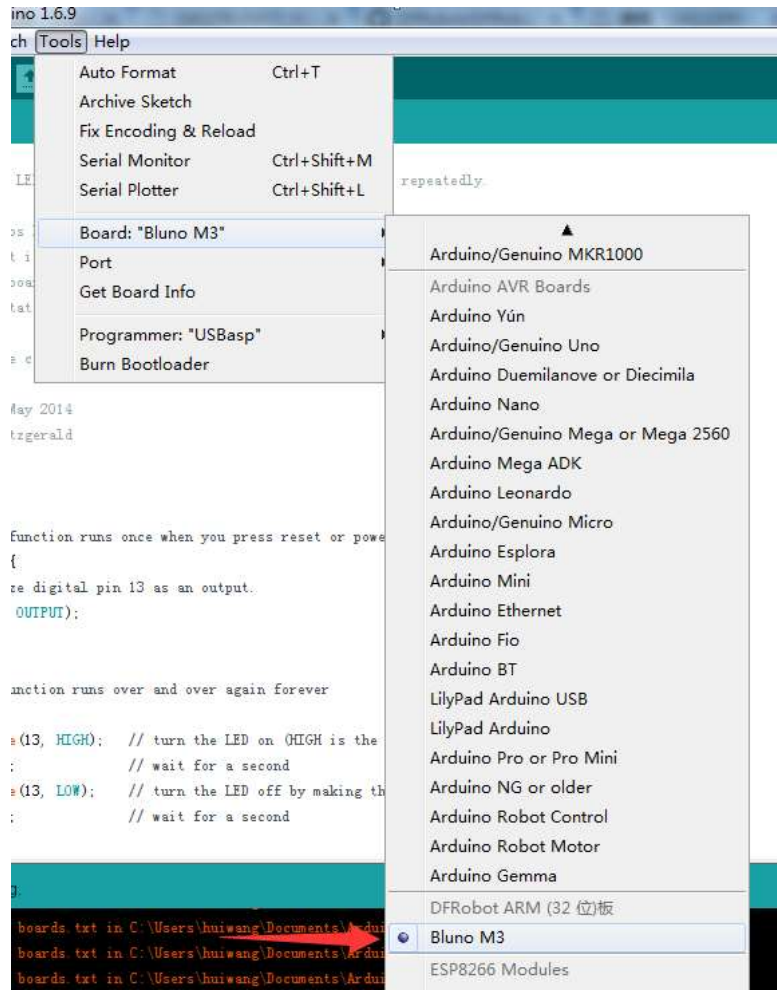 ino 1.6.9
ch Tools Help
Auto Format Ctrl+T
Archive Sketch
Fix Encoding & Reload
Serial Monitor Ctrl+Shift+M
Serial Plotter Ctrl+Shift+L
Board: "Bluno M3"
Port
Get Board Info
Programmer: "USBasp"
Burn Bootloader
Arduino/Genuino MKR1000
Arduino AVR Boards
Arduino Yún
Arduino/Genuino Uno
Arduino Duemilanove or Diecimila
Arduino Nano
Arduino/Genuino Mega or Mega 2560
Arduino Mega ADK
Arduino Leonardo
Arduino/Genuino Micro
Arduino Esplora
Arduino Mini
Arduino Ethernet
Arduino Fio
Arduino BT
LilyPad Arduino USB
LilyPad Arduino
Arduino Pro or Pro Mini
Arduino NG or older
Arduino Robot Control
Arduino Robot Motor
Arduino Gemma
DFRobot ARM (32 位)板
Bluno M3
ESP8266 Modules
LE repeatedly.
May 2014
tzgerald
function runs once when you press reset or powe
{
ze digital pin 13 as an output.
OUTPUT);
unction runs over and over again forever
e(13, HIGH); // turn the LED on (HIGH is the
; // wait for a second
e(13, LOW); // turn the LED off by making th
; // wait for a second
g.
boards.txt in C:\Users\huiwang\Documents\Ardui
boards.txt in C:\Users\huiwang\Documents\Ardui
boards.txt in C:\Users\huiwang\Documents\Ardui